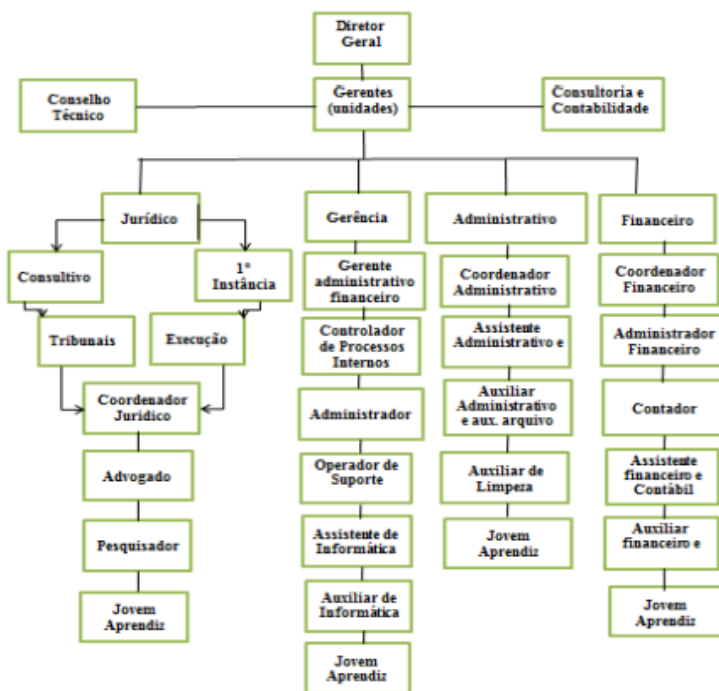 Diretor
Geral
Conselho
Técnico
Gerentes
(unidades)
Consultoria e
Contabilidade
Jurídico
Gerência
Administrativo
Financeiro
Consultivo
1º
Instância
Gerente
administrativo
financeiro
Coordenador
Administrativo
Coordenador
Financeiro
Tribunais
Execução
Controlador
de Processos
Internos
Assistente
Administrativo e
Administrador
Financeiro
Coordenador
Jurídico
Administrador
Auxiliar
Administrativo
e aux. arquivo
Contador
Advogado
Operador de
Suporte
Auxiliar de
Limpeza
Assistente
financeiro e
Contábil
Pesquisador
Assistente de
Informática
Jovem
Aprendiz
Auxiliar
financeiro e
Jovem
Aprendiz
Auxiliar de
Informática
Jovem
Aprendiz
Jovem
Aprendiz